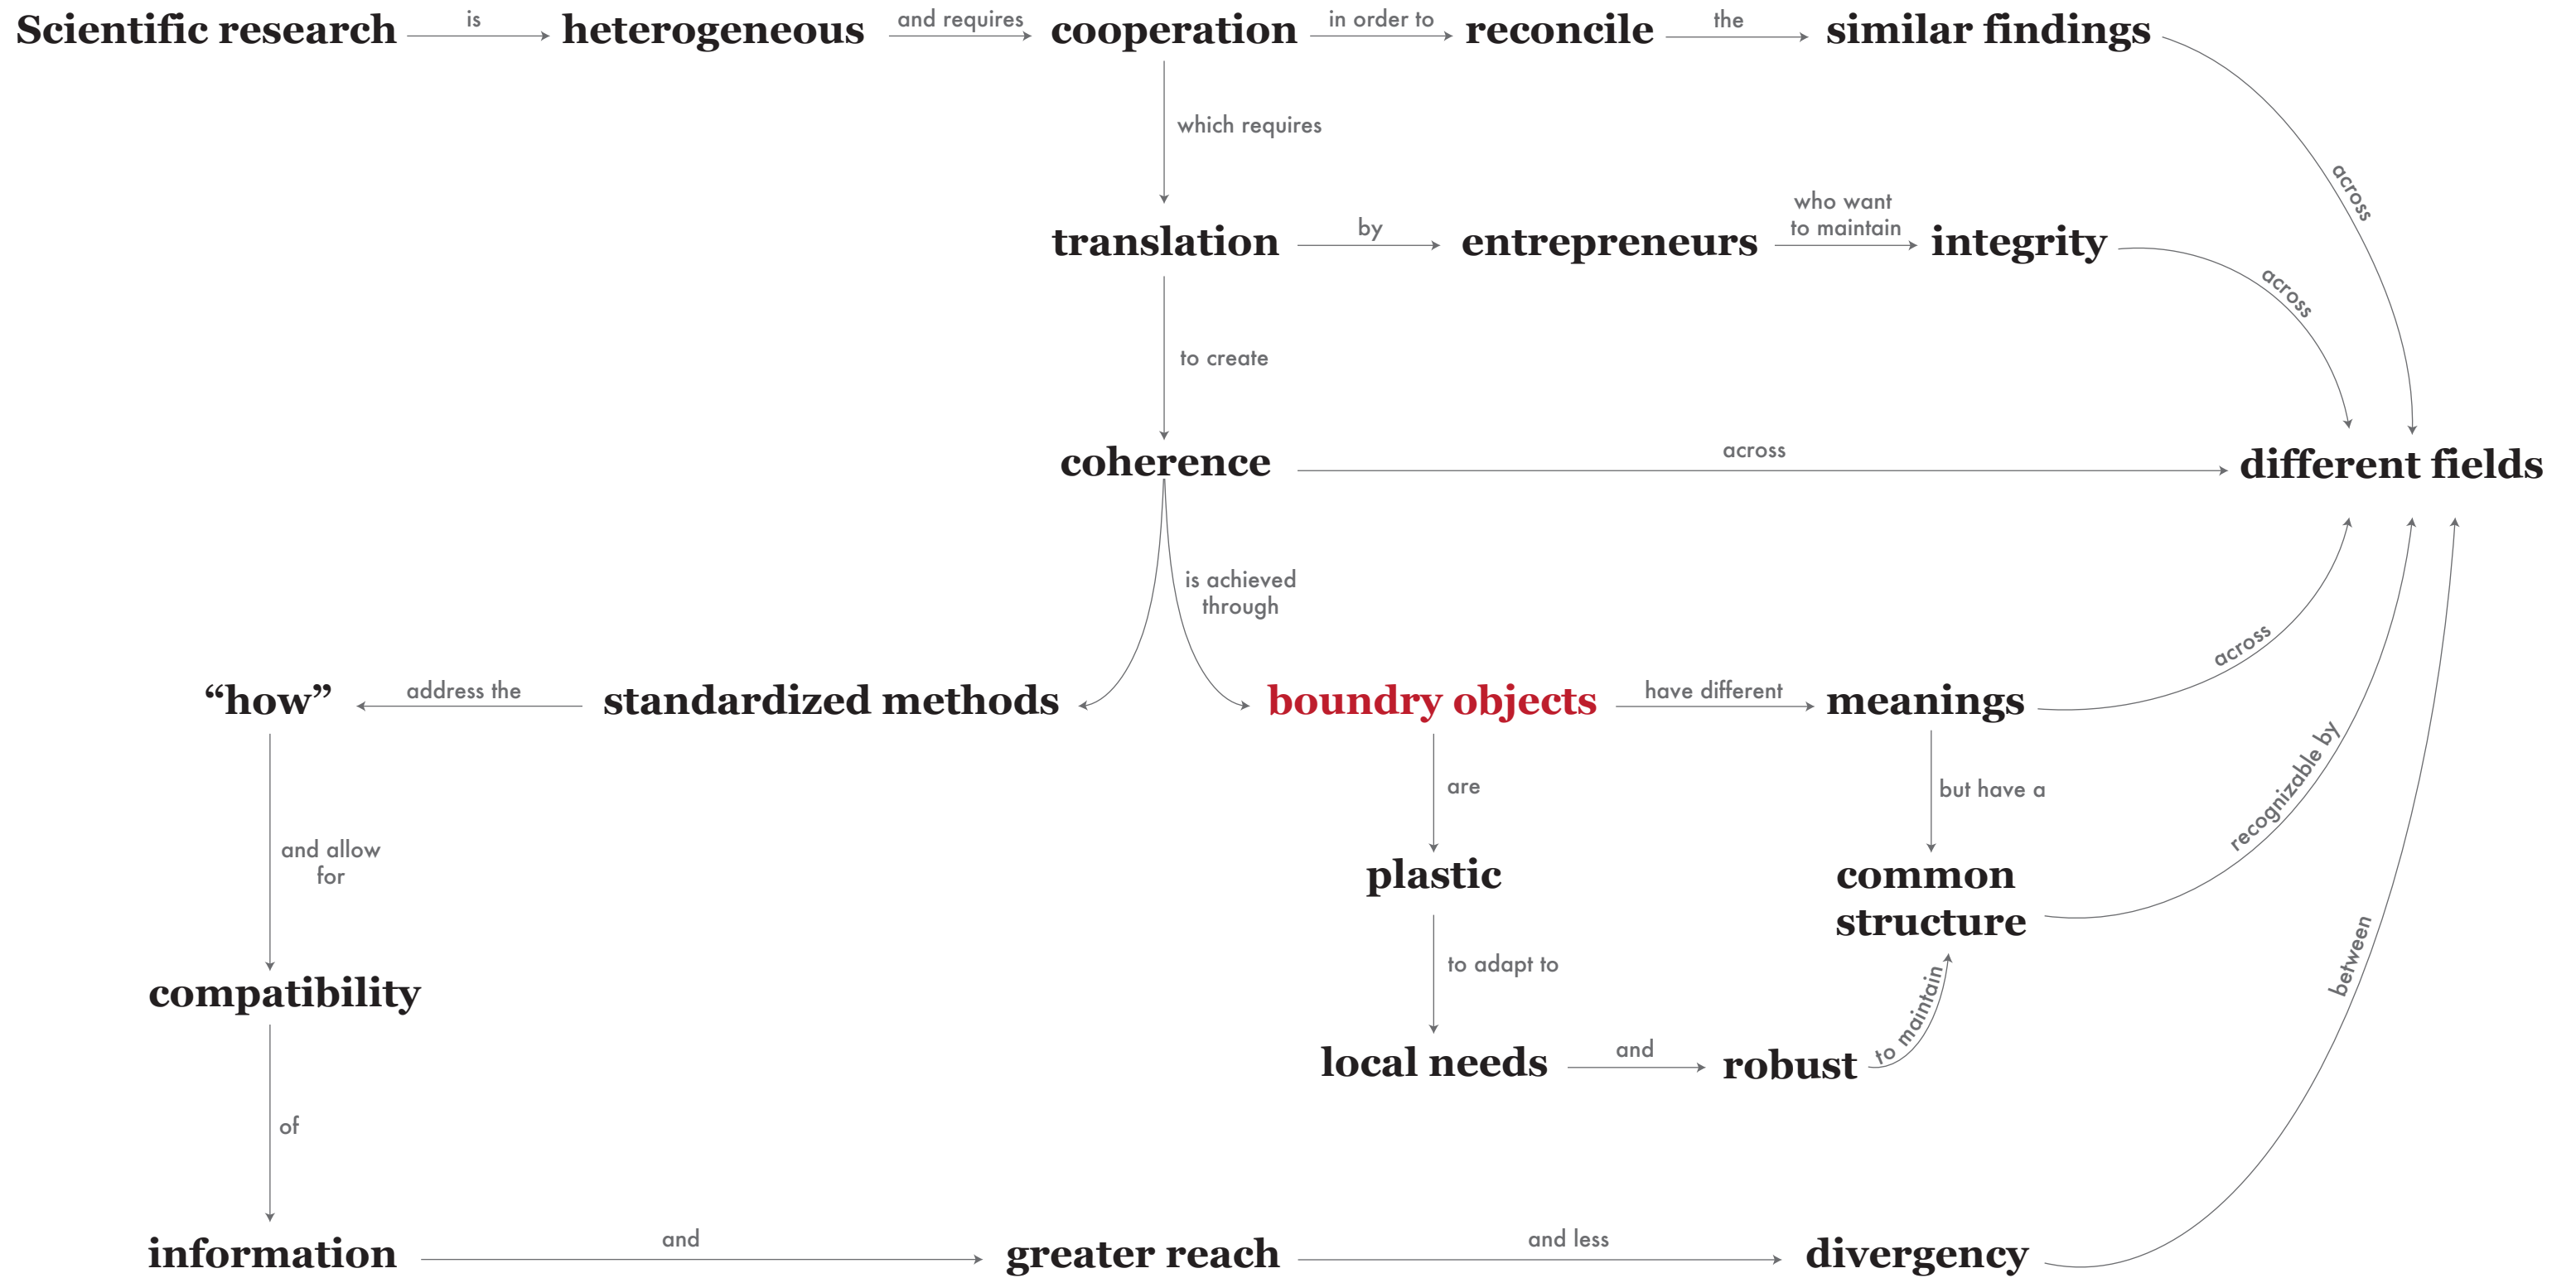 Scientific research is heterogeneous and requires cooperation in order to reconcile the similar findings
across
which requires
translation by entrepreneurs who want
to maintain integrity
across
to create
coherence across different fields
is achieved
through
“how” address the standardized methods boundry objects have different meanings
across
are
but have a
recognizable by
and allow
for
plastic
common
structure
between
to adapt to
to maintain
compatibility
local needs and robust
of
information and greater reach and less divergency